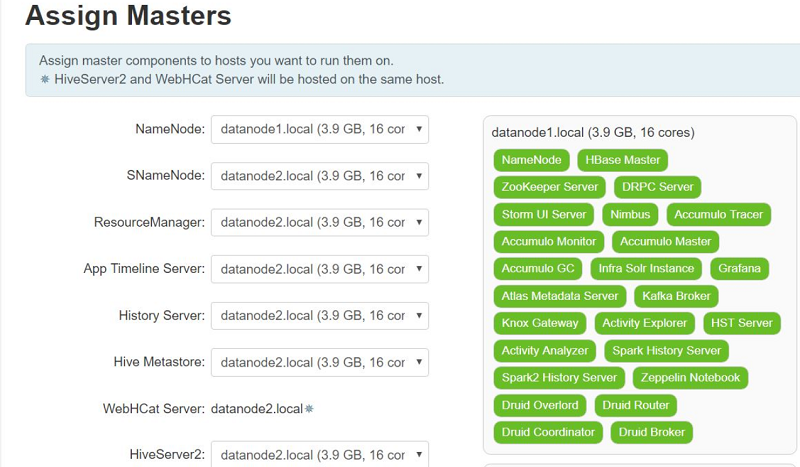 Assign Masters
Assign master components to hosts you want to run them on.
✵ HiveServer2 and WebHCat Server will be hosted on the same host.
NameNode: datanode1.local (3.9 GB, 16 cor
SNameNode: datanode2.local (3.9 GB, 16 cor
ResourceManager: datanode2.local (3.9 GB, 16 cor
App Timeline Server: datanode2.local (3.9 GB, 16 cor
History Server: datanode2.local (3.9 GB, 16 cor
Hive Metastore: datanode2.local (3.9 GB, 16 cor
WebHCat Server: datanode2.local✵
HiveServer2: datanode2.local (3.9 GB, 16 cor
datanode1.local (3.9 GB, 16 cores)
NameNode HBase Master
ZooKeeper Server DRPC Server
Storm UI Server Nimbus Accumulo Tracer
Accumulo Monitor Accumulo Master
Accumulo GC Infra Solr Instance Grafana
Atlas Metadata Server Kafka Broker
Knox Gateway Activity Explorer HST Server
Activity Analyzer Spark History Server
Spark2 History Server Zeppelin Notebook
Druid Overlord Druid Router
Druid Coordinator Druid Broker